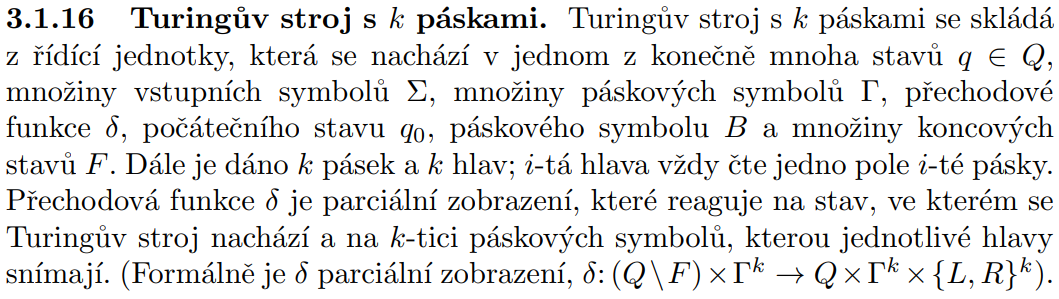 3.1.16 Turingův stroj s k páskami. Turingův stroj s k páskami se skládá
z řídící jednotky, která se nachází v jednom z konečně mnoha stavů q ∈ Q,
množiny vstupních symbolů Σ, množiny páskových symbolů Γ, přechodové
funkce δ, počátečního stavu q₀, páskového symbolu B a množiny koncových
stavů F. Dále je dáno k pásek a k hlav; i-tá hlava vždy čte jedno pole i-té pásky.
Přechodová funkce δ je parciální zobrazení, které reaguje na stav, ve kterém se
Turingův stroj nachází a na k-tici páskových symbolů, kterou jednotlivé hlavy
snímají. (Formálně je δ parciální zobrazení, δ: (Q \ F) × Γᵏ → Q × Γᵏ × {L, R}ᵏ).